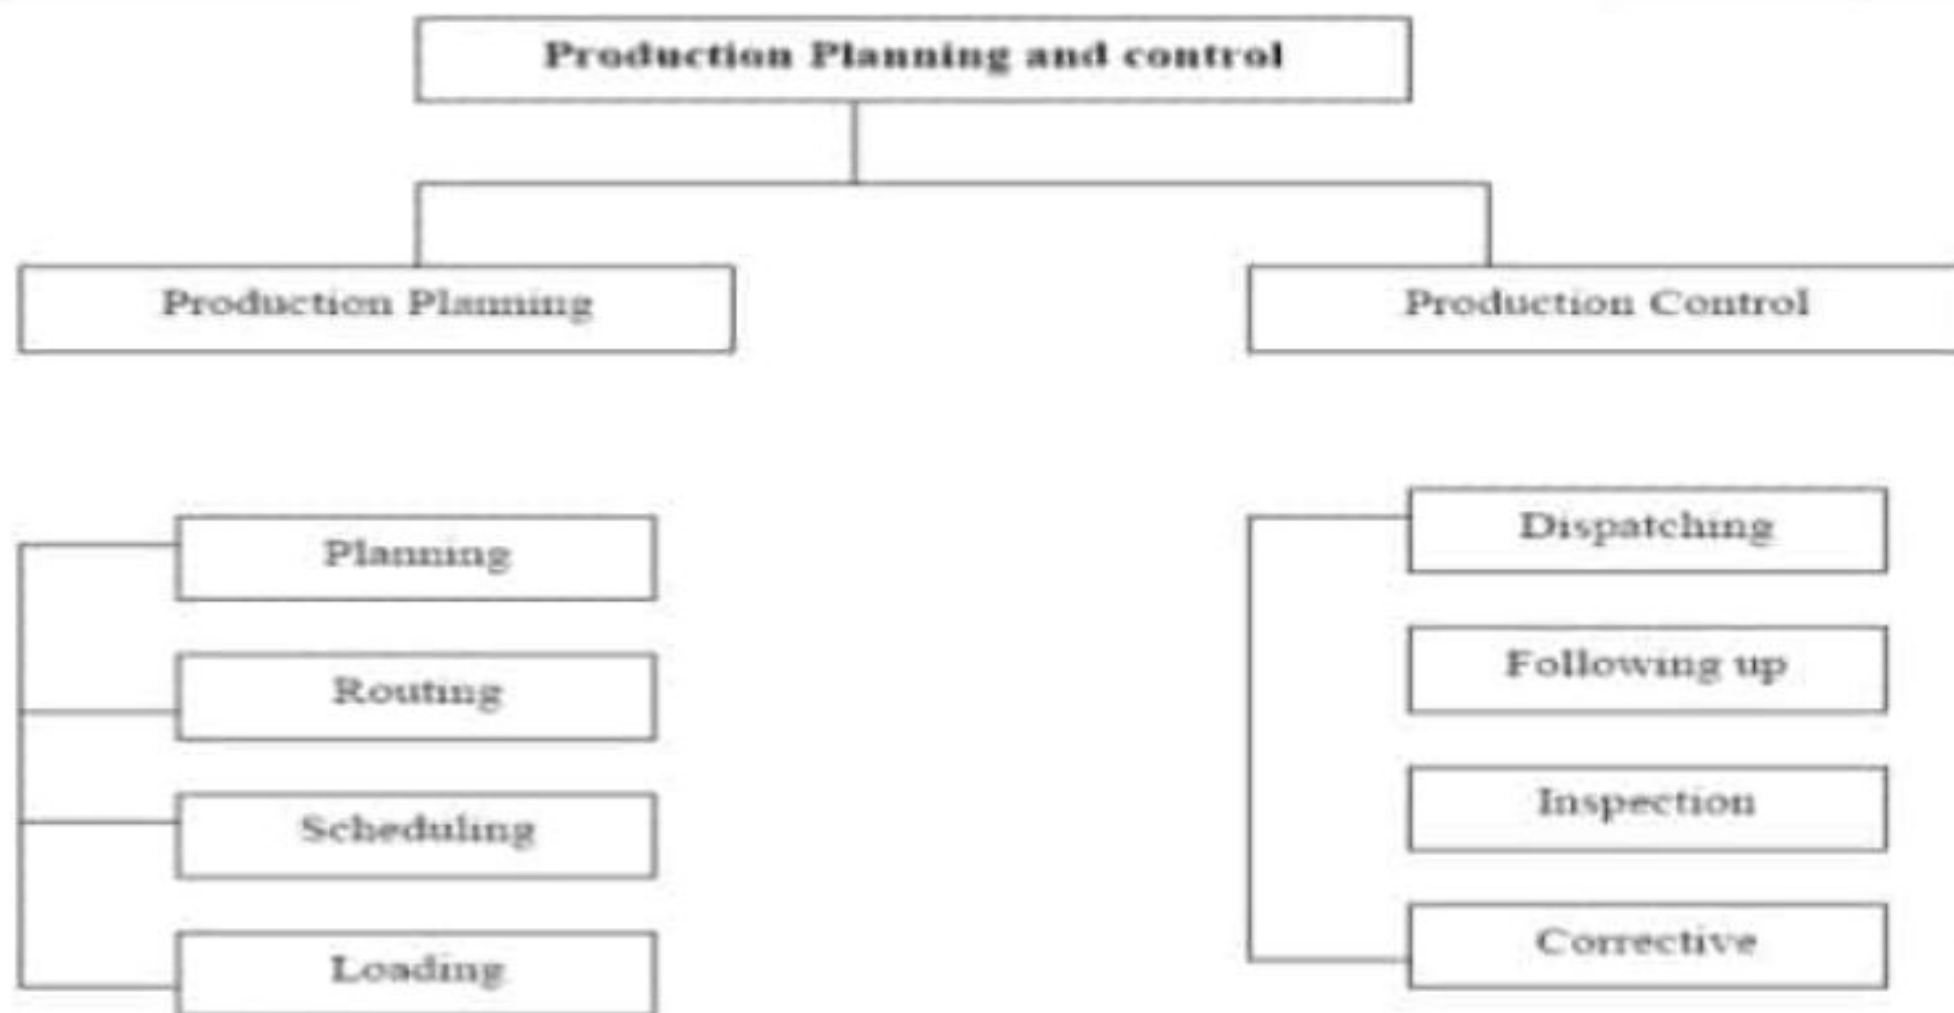 Production Planning and control
Production Planning
Production Control
Planning
Routing
Scheduling
Loading
Dispatching
Following up
Inspection
Corrective